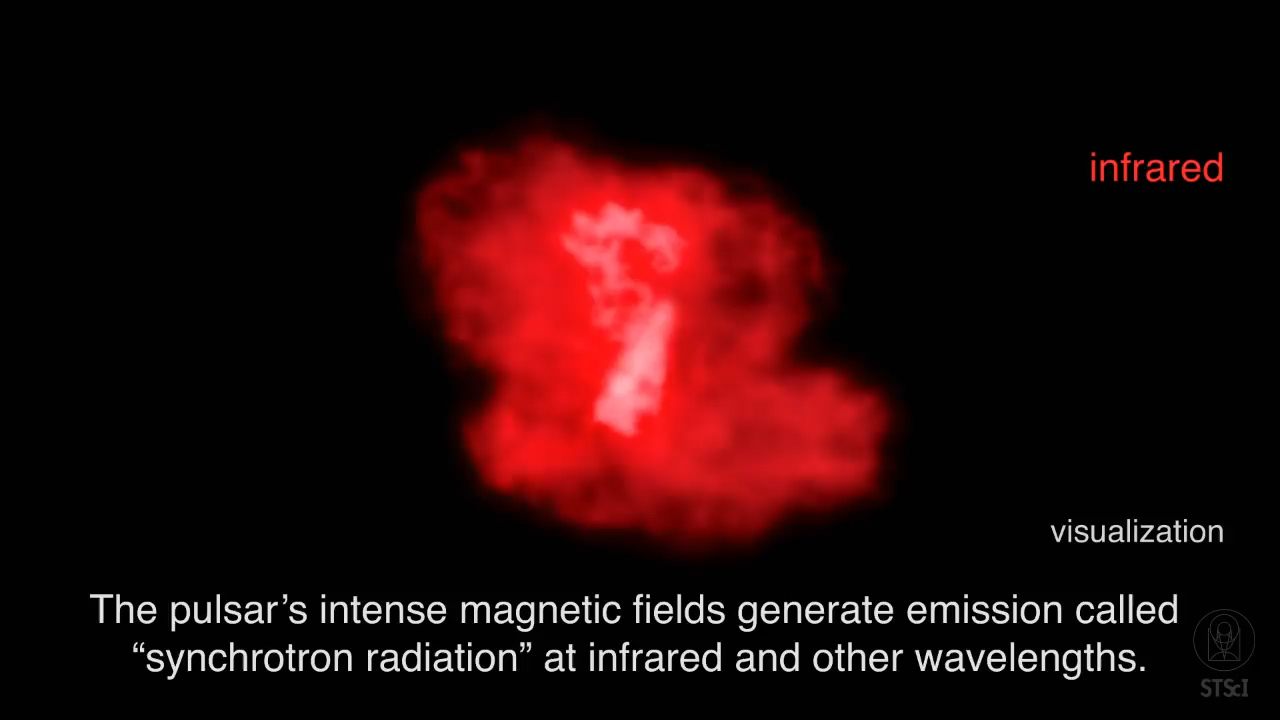 infrared
visualization
The pulsar’s intense magnetic fields generate emission called
“synchrotron radiation” at infrared and other wavelengths.
STScI